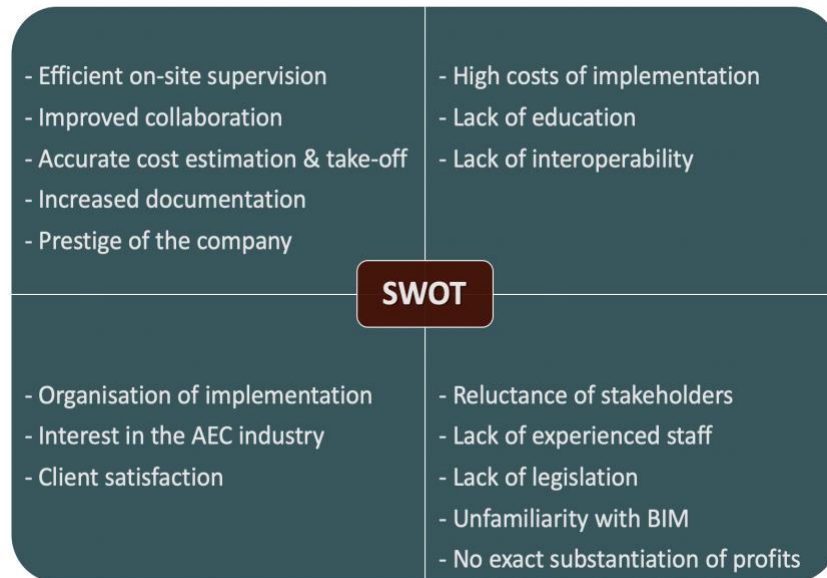 - Efficient on-site supervision
- Improved collaboration
- Accurate cost estimation & take-off
- Increased documentation
- Prestige of the company
- High costs of implementation
- Lack of education
- Lack of interoperability
SWOT
- Organisation of implementation
- Interest in the AEC industry
- Client satisfaction
- Reluctance of stakeholders
- Lack of experienced staff
- Lack of legislation
- Unfamiliarity with BIM
- No exact substantiation of profits